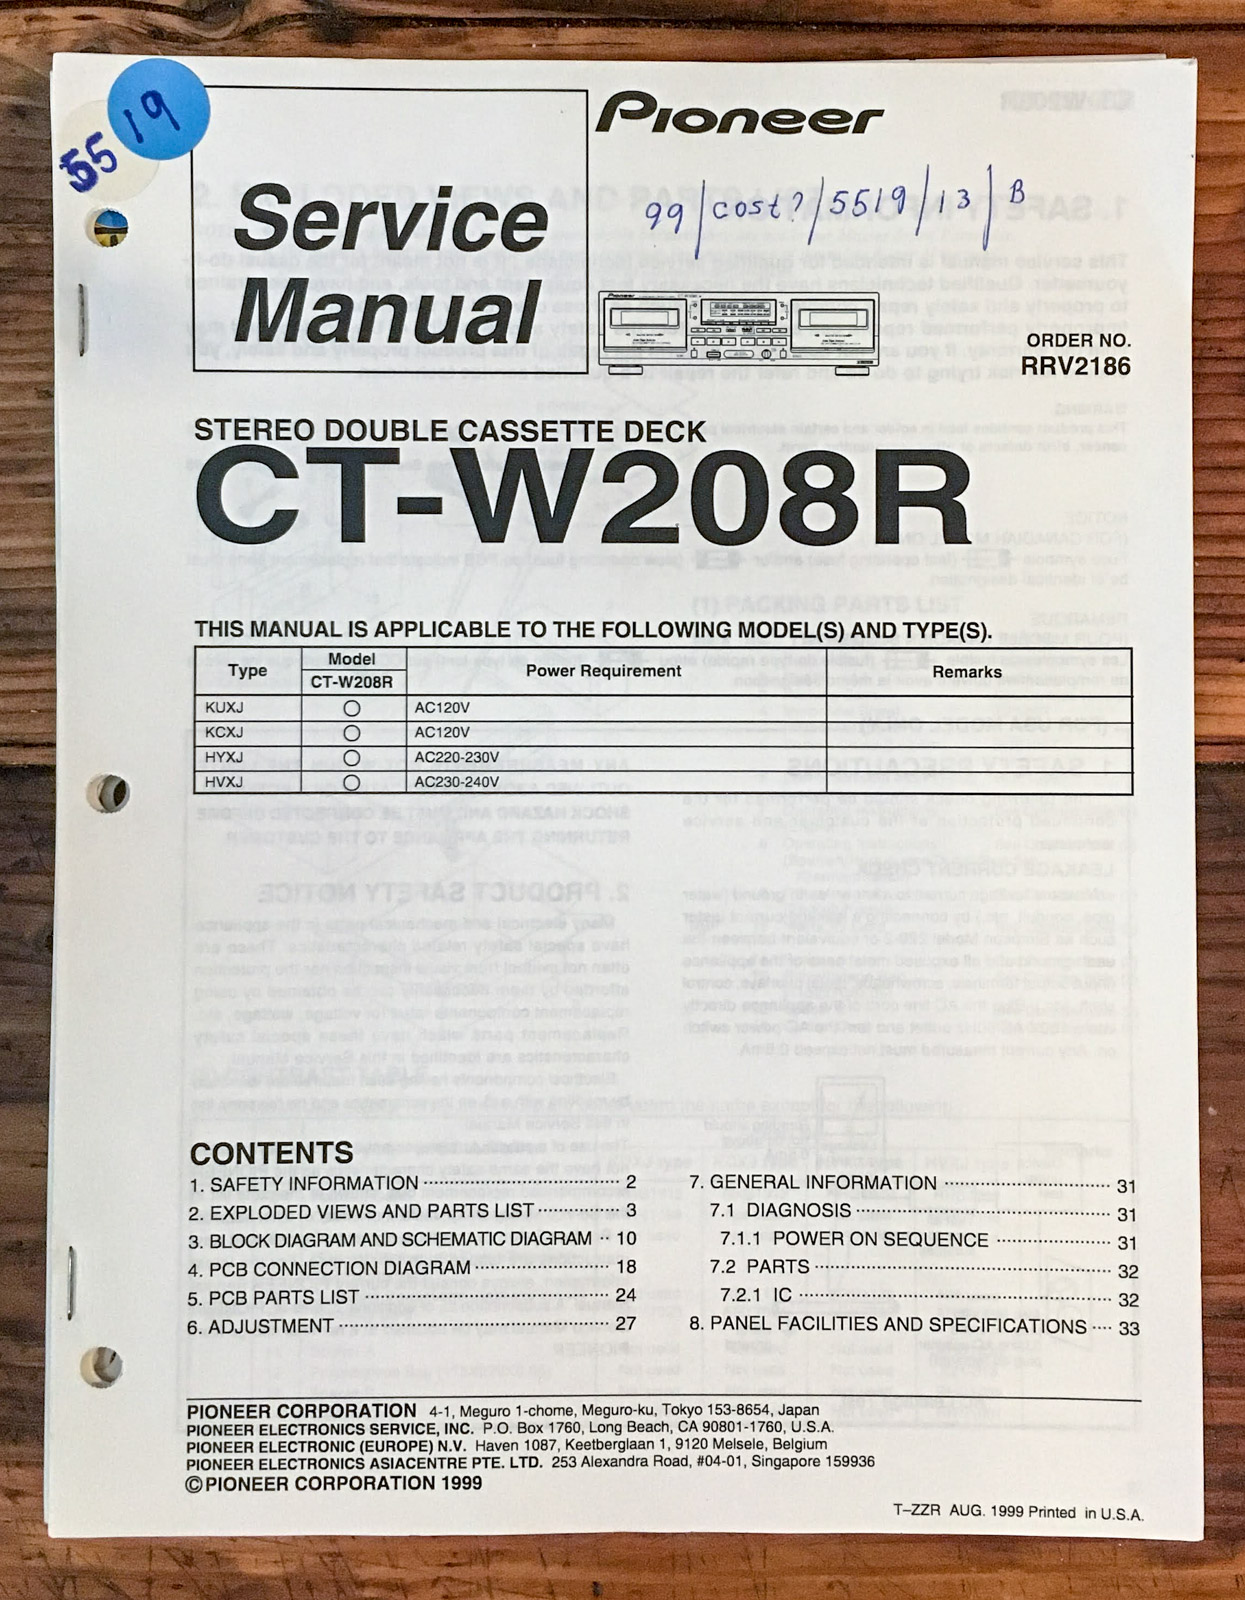 19
55
Pioneer
99/cost?/5519/13/B
Service
Manual
Pioneer
ORDER NO.
RRV2186
STEREO DOUBLE CASSETTE DECK
CT-W208R
THIS MANUAL IS APPLICABLE TO THE FOLLOWING MODEL(S) AND TYPE(S).
Type Model Power Requirement Remarks
CT-W208R
KUXJ ○ AC120V
KCXJ ○ AC120V
HYXJ ○ AC220-230V
HVXJ ○ AC230-240V
CONTENTS
1. SAFETY INFORMATION 2
2. EXPLODED VIEWS AND PARTS LIST 3
3. BLOCK DIAGRAM AND SCHEMATIC DIAGRAM 10
4. PCB CONNECTION DIAGRAM 18
5. PCB PARTS LIST 24
6. ADJUSTMENT 27
7. GENERAL INFORMATION 31
7.1 DIAGNOSIS 31
7.1.1 POWER ON SEQUENCE 31
7.2 PARTS 32
7.2.1 IC 32
8. PANEL FACILITIES AND SPECIFICATIONS 33
PIONEER CORPORATION 4-1, Meguro 1-chome, Meguro-ku, Tokyo 153-8654, Japan
PIONEER ELECTRONICS SERVICE, INC. P.O. Box 1760, Long Beach, CA 90801-1760, U.S.A.
PIONEER ELECTRONIC (EUROPE) N.V. Haven 1087, Keetberglaan 1, 9120 Melsele, Belgium
PIONEER ELECTRONICS ASIACENTRE PTE. LTD. 253 Alexandra Road, #04-01, Singapore 159936
©PIONEER CORPORATION 1999
T-ZZR AUG. 1999 Printed in U.S.A.